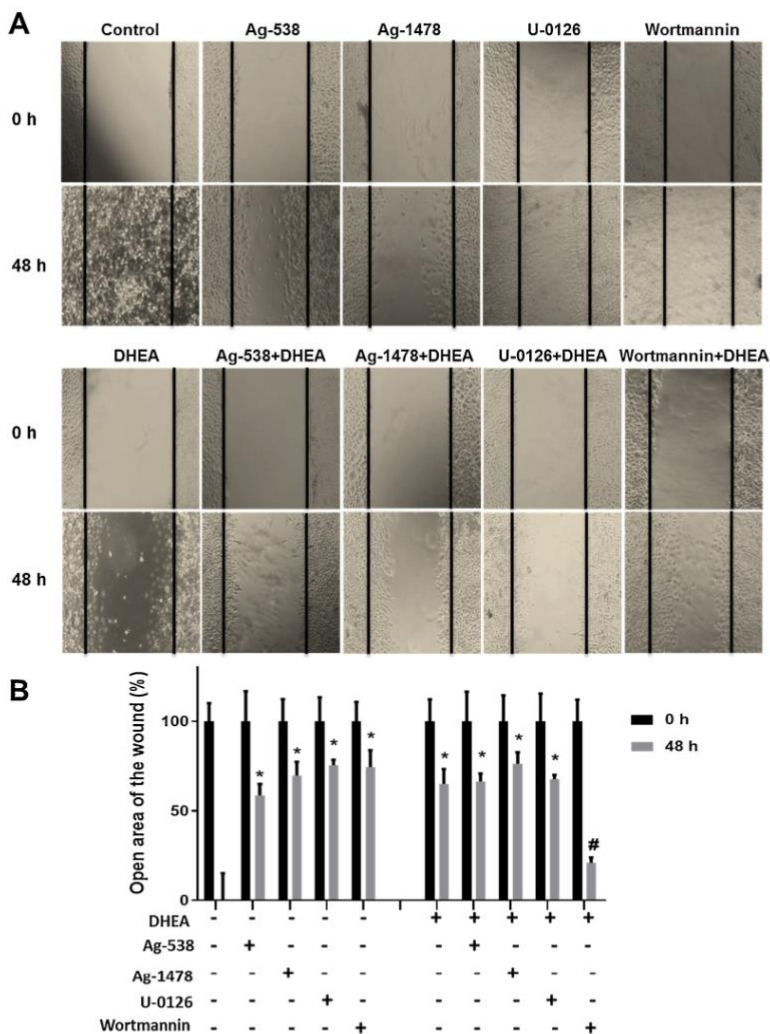 A
Control Ag-538 Ag-1478 U-0126 Wortmannin
0 h
48 h
DHEA Ag-538+DHEA Ag-1478+DHEA U-0126+DHEA Wortmannin+DHEA
0 h
48 h
B
Open area of the wound (%)
100
50
0
* * * * * * * * #
0 h
48 h
DHEA - - - - - + + + + +
Ag-538 - + - - - - + - - -
Ag-1478 - - + - - - - + - -
U-0126 - - - + - - - - + -
Wortmannin - - - - + - - - - +